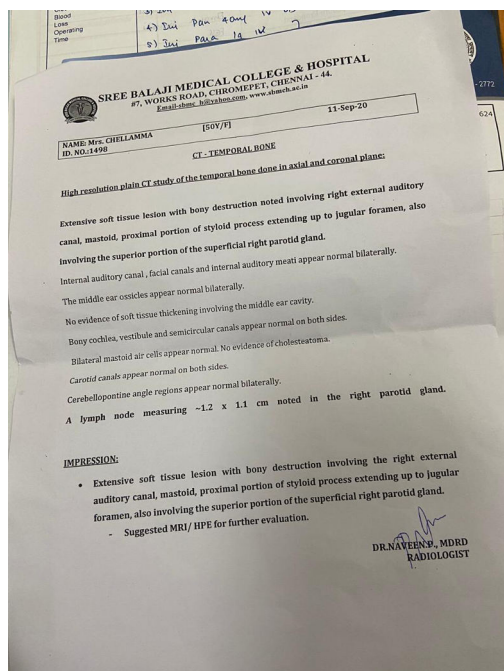 Blood
Loss
Operating
Time
5) Inj Para 1g
- 2772
624
SREE BALAJI MEDICAL COLLEGE & HOSPITAL
#7, WORKS ROAD, CHROMEPET, CHENNAI - 44.
Email-sbmc_h@yahoo.com, www.sbmch.ac.in
11-Sep-20
NAME: Mrs. CHELLAMMA [50Y/F]
ID. NO.:1498
CT - TEMPORAL BONE
High resolution plain CT study of the temporal bone done in axial and coronal plane:
Extensive soft tissue lesion with bony destruction noted involving right external auditory
canal, mastoid, proximal portion of styloid process extending up to jugular foramen, also
involving the superior portion of the superficial right parotid gland.
Internal auditory canal , facial canals and internal auditory meati appear normal bilaterally.
The middle ear ossicles appear normal bilaterally.
No evidence of soft tissue thickening involving the middle ear cavity.
Bony cochlea, vestibule and semicircular canals appear normal on both sides.
Bilateral mastoid air cells appear normal. No evidence of cholesteatoma.
Carotid canals appear normal on both sides.
Cerebellopontine angle regions appear normal bilaterally.
A lymph node measuring ~1.2 x 1.1 cm noted in the right parotid gland.
IMPRESSION:
• Extensive soft tissue lesion with bony destruction involving the right external
auditory canal, mastoid, proximal portion of styloid process extending up to jugular
foramen, also involving the superior portion of the superficial right parotid gland.
- Suggested MRI/ HPE for further evaluation.
DR.NAVEEN.P., MDRD
RADIOLOGIST